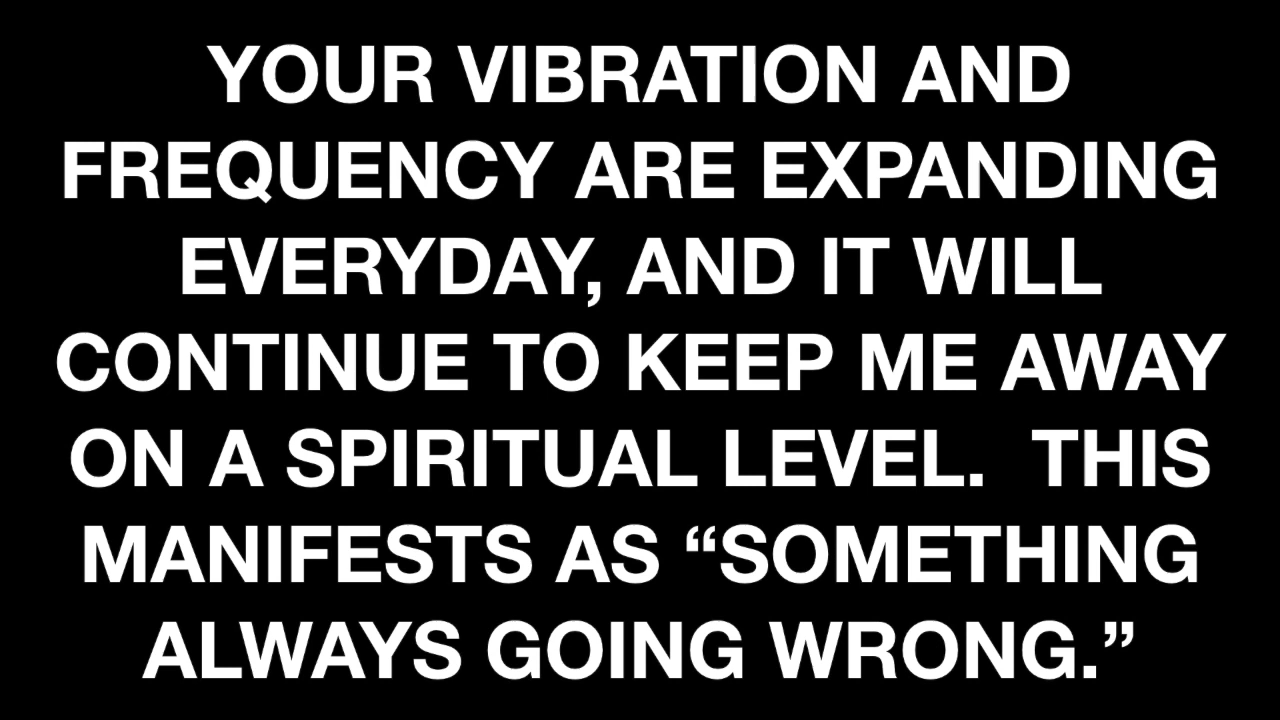 YOUR VIBRATION AND
FREQUENCY ARE EXPANDING
EVERYDAY, AND IT WILL
CONTINUE TO KEEP ME AWAY
ON A SPIRITUAL LEVEL.  THIS
MANIFESTS AS “SOMETHING
ALWAYS GOING WRONG.”